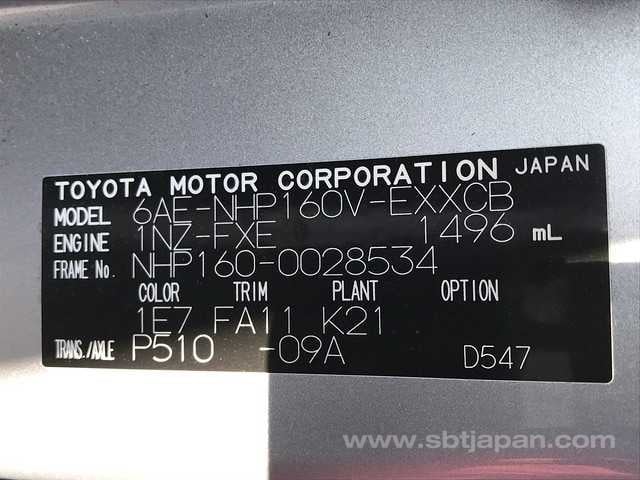 TOYOTA MOTOR CORPORATION JAPAN
MODEL 6AE-NHP160V-EXXCB
ENGINE 1NZ-FXE 1496 mL
FRAME No. NHP160-0028534
COLOR TRIM PLANT OPTION
1E7 FA11 K21
TRANS./AXLE P510 -09A D547
www.sbtjapan.com